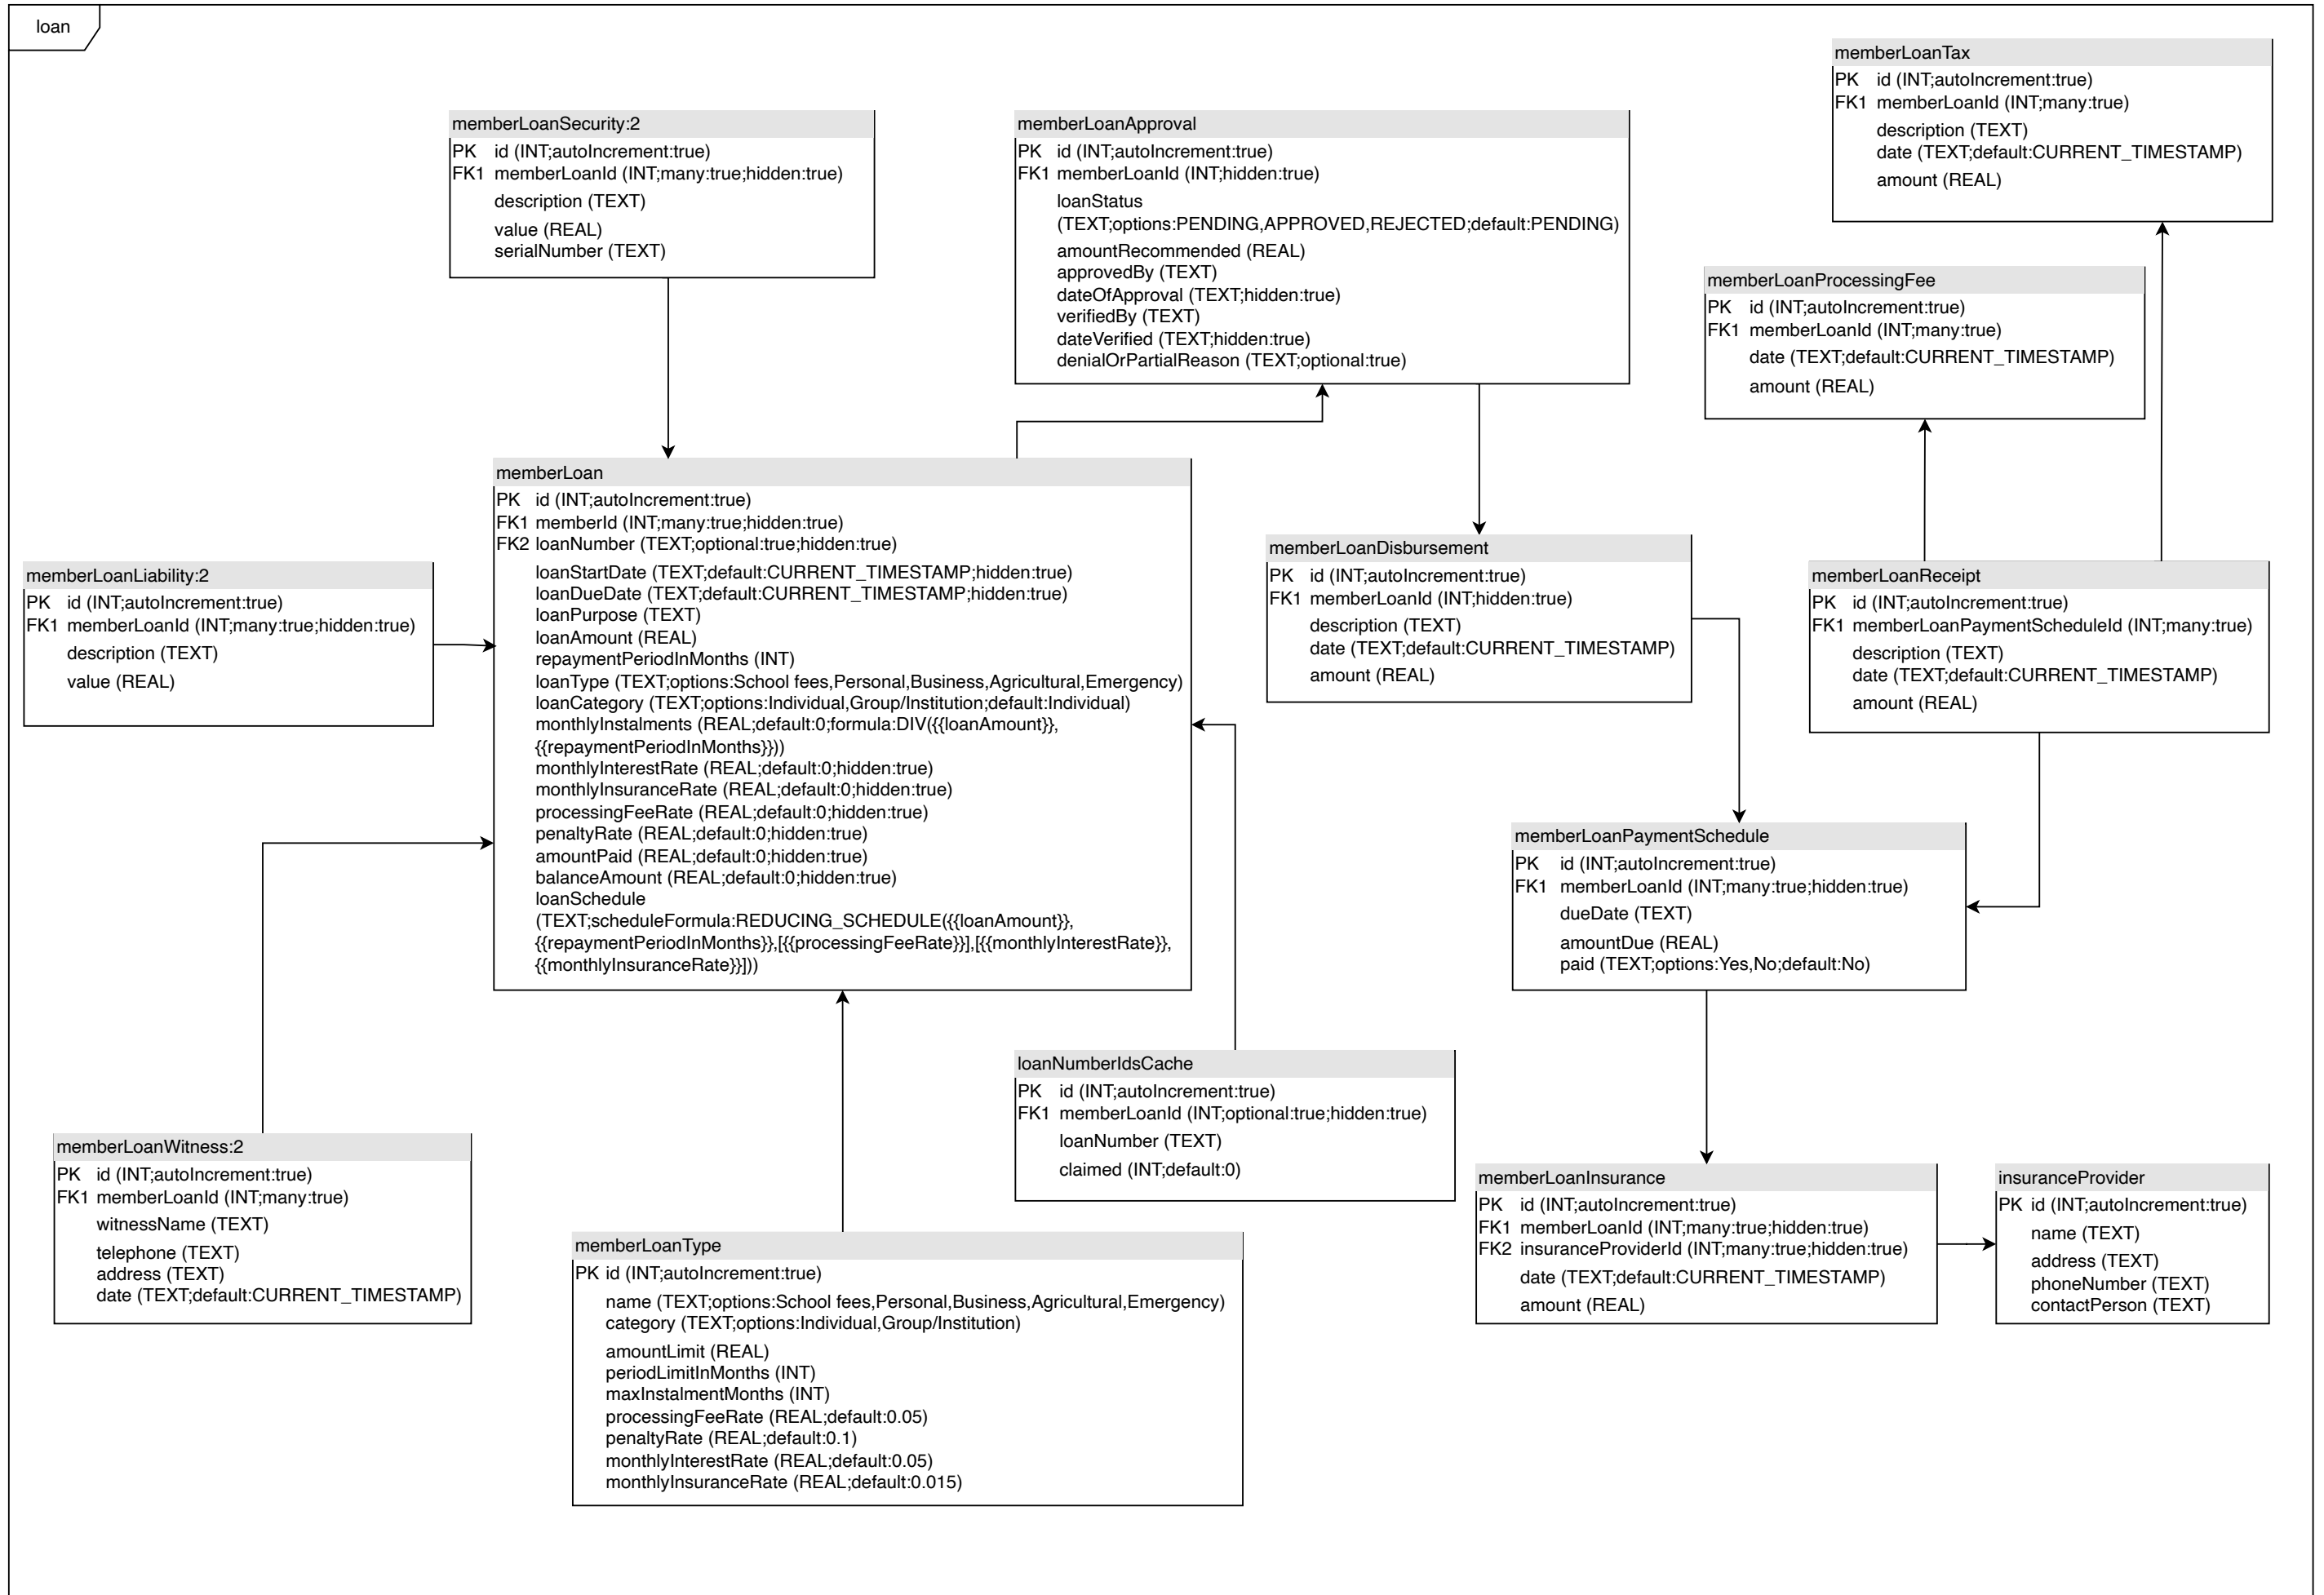 loan
memberLoanTax
PK id (INT;autoIncrement:true)
FK1 memberLoanId (INT;many:true)
description (TEXT)
date (TEXT;default:CURRENT_TIMESTAMP)
amount (REAL)
memberLoanSecurity:2
PK id (INT;autoIncrement:true)
FK1 memberLoanId (INT;many:true;hidden:true)
description (TEXT)
value (REAL)
serialNumber (TEXT)
memberLoanApproval
PK id (INT;autoIncrement:true)
FK1 memberLoanId (INT;hidden:true)
loanStatus
(TEXT;options:PENDING,APPROVED,REJECTED;default:PENDING)
amountRecommended (REAL)
approvedBy (TEXT)
dateOfApproval (TEXT;hidden:true)
verifiedBy (TEXT)
dateVerified (TEXT;hidden:true)
denialOrPartialReason (TEXT;optional:true)
memberLoanProcessingFee
PK id (INT;autoIncrement:true)
FK1 memberLoanId (INT;many:true)
date (TEXT;default:CURRENT_TIMESTAMP)
amount (REAL)
memberLoan
PK id (INT;autoIncrement:true)
FK1 memberId (INT;many:true;hidden:true)
FK2 loanNumber (TEXT;optional:true;hidden:true)
loanStartDate (TEXT;default:CURRENT_TIMESTAMP;hidden:true)
loanDueDate (TEXT;default:CURRENT_TIMESTAMP;hidden:true)
loanPurpose (TEXT)
loanAmount (REAL)
repaymentPeriodInMonths (INT)
loanType (TEXT;options:School fees,Personal,Business,Agricultural,Emergency)
loanCategory (TEXT;options:Individual,Group/Institution;default:Individual)
monthlyInstalments (REAL;default:0;formula:DIV({{loanAmount}},
{{repaymentPeriodInMonths}}))
monthlyInterestRate (REAL;default:0;hidden:true)
monthlyInsuranceRate (REAL;default:0;hidden:true)
processingFeeRate (REAL;default:0;hidden:true)
penaltyRate (REAL;default:0;hidden:true)
amountPaid (REAL;default:0;hidden:true)
balanceAmount (REAL;default:0;hidden:true)
loanSchedule
(TEXT;scheduleFormula:REDUCING_SCHEDULE({{loanAmount}},
{{repaymentPeriodInMonths}},[{{processingFeeRate}}],[{{monthlyInterestRate}},
{{monthlyInsuranceRate}}]))
memberLoanLiability:2
PK id (INT;autoIncrement:true)
FK1 memberLoanId (INT;many:true;hidden:true)
description (TEXT)
value (REAL)
memberLoanDisbursement
PK id (INT;autoIncrement:true)
FK1 memberLoanId (INT;hidden:true)
description (TEXT)
date (TEXT;default:CURRENT_TIMESTAMP)
amount (REAL)
memberLoanReceipt
PK id (INT;autoIncrement:true)
FK1 memberLoanPaymentScheduleId (INT;many:true)
description (TEXT)
date (TEXT;default:CURRENT_TIMESTAMP)
amount (REAL)
memberLoanPaymentSchedule
PK id (INT;autoIncrement:true)
FK1 memberLoanId (INT;many:true;hidden:true)
dueDate (TEXT)
amountDue (REAL)
paid (TEXT;options:Yes,No;default:No)
loanNumberIdsCache
PK id (INT;autoIncrement:true)
FK1 memberLoanId (INT;optional:true;hidden:true)
loanNumber (TEXT)
claimed (INT;default:0)
memberLoanWitness:2
PK id (INT;autoIncrement:true)
FK1 memberLoanId (INT;many:true)
witnessName (TEXT)
telephone (TEXT)
address (TEXT)
date (TEXT;default:CURRENT_TIMESTAMP)
memberLoanType
PK id (INT;autoIncrement:true)
name (TEXT;options:School fees,Personal,Business,Agricultural,Emergency)
category (TEXT;options:Individual,Group/Institution)
amountLimit (REAL)
periodLimitInMonths (INT)
maxInstalmentMonths (INT)
processingFeeRate (REAL;default:0.05)
penaltyRate (REAL;default:0.1)
monthlyInterestRate (REAL;default:0.05)
monthlyInsuranceRate (REAL;default:0.015)
memberLoanInsurance
PK id (INT;autoIncrement:true)
FK1 memberLoanId (INT;many:true;hidden:true)
FK2 insuranceProviderId (INT;many:true;hidden:true)
date (TEXT;default:CURRENT_TIMESTAMP)
amount (REAL)
insuranceProvider
PK id (INT;autoIncrement:true)
name (TEXT)
address (TEXT)
phoneNumber (TEXT)
contactPerson (TEXT)